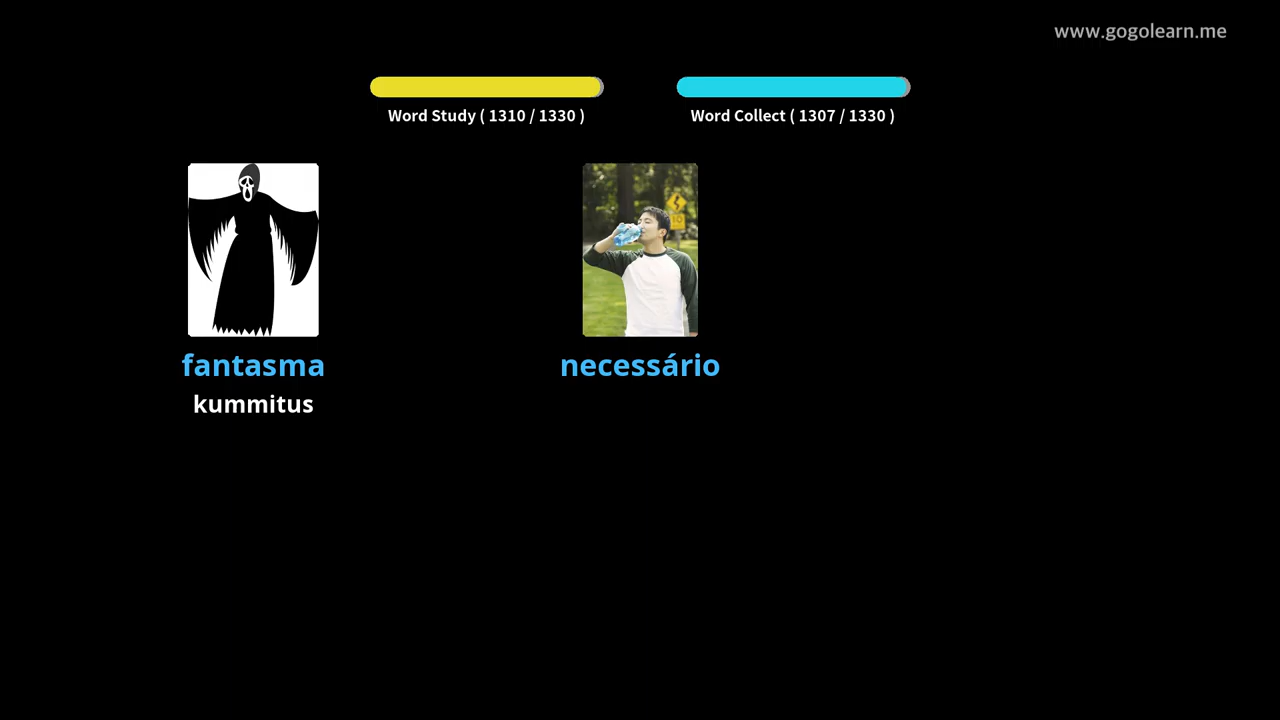 www.gogolearn.me
Word Study ( 1310 / 1330 )
Word Collect ( 1307 / 1330 )
fantasma
kummitus
necessário